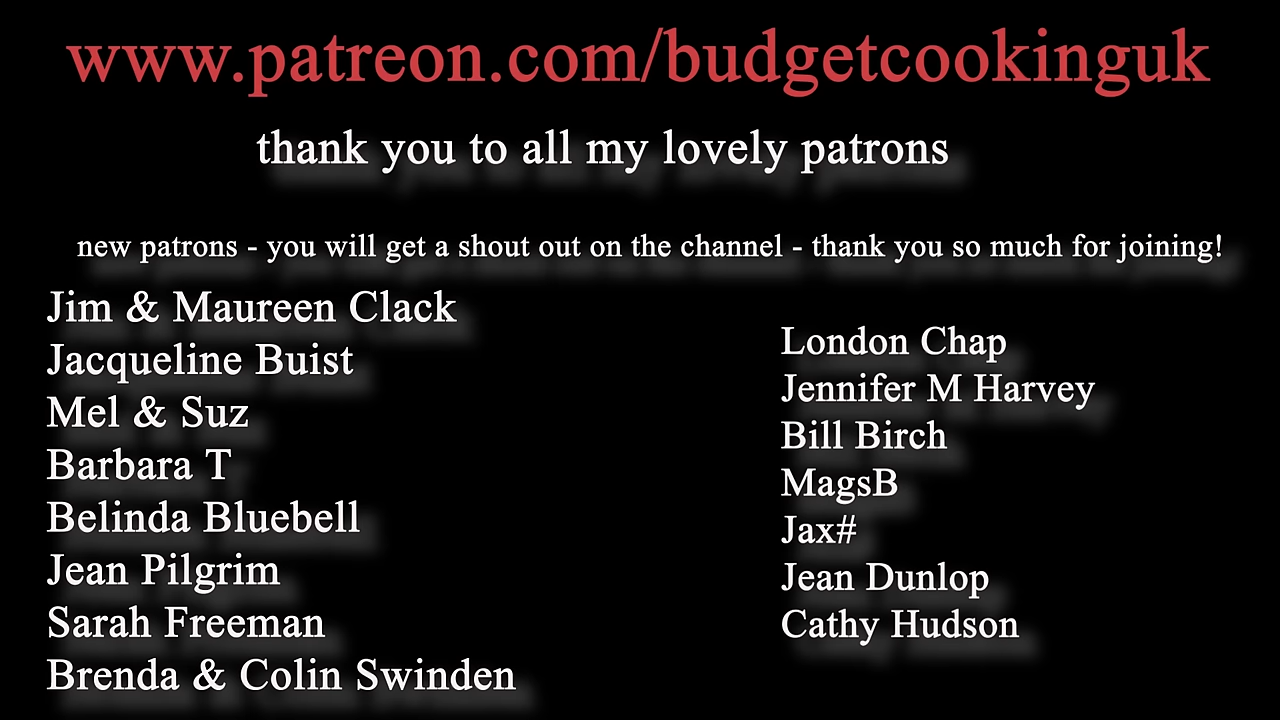 www.patreon.com/budgetcookinguk
thank you to all my lovely patrons
new patrons - you will get a shout out on the channel - thank you so much for joining!
Jim & Maureen Clack
Jacqueline Buist
Mel & Suz
Barbara T
Belinda Bluebell
Jean Pilgrim
Sarah Freeman
Brenda & Colin Swinden
London Chap
Jennifer M Harvey
Bill Birch
MagsB
Jax#
Jean Dunlop
Cathy Hudson